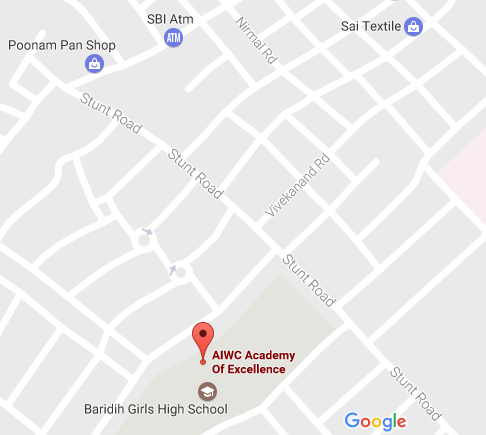 SBI Atm
ATM
Poonam Pan Shop
Nirmal Rd
Sai Textile
Stunt Road
Stunt Road
Vivekanand Rd
Stunt Road
AIWC Academy
Of Excellence
Baridih Girls High School
Stunt Road
Google